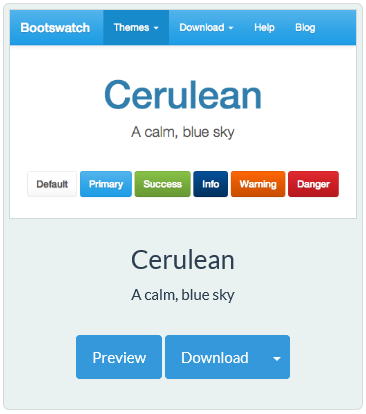 Bootswatch Themes Download Help Blog
Cerulean
A calm, blue sky
Default Primary Success Info Warning Danger
Cerulean
A calm, blue sky
Preview Download